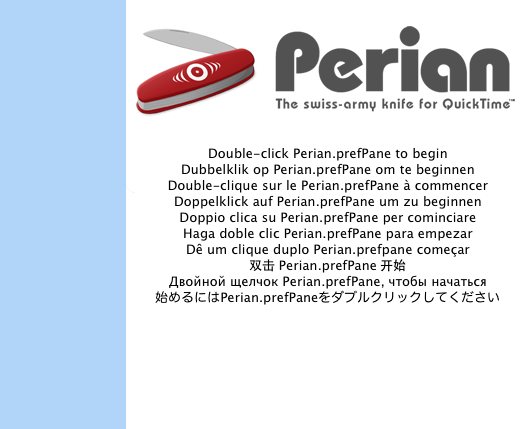 Perian
The swiss-army knife for QuickTime™
Double-click Perian.prefPane to begin
Dubbelklik op Perian.prefPane om te beginnen
Double-clique sur le Perian.prefPane à commencer
Doppelklick auf Perian.prefPane um zu beginnen
Doppio clica su Perian.prefPane per cominciare
Haga doble clic Perian.prefPane para empezar
Dê um clique duplo Perian.prefpane começar
双击 Perian.prefPane 开始
Двойной щелчок Perian.prefPane, чтобы начаться
始めるにはPerian.prefPaneをダブルクリックしてください